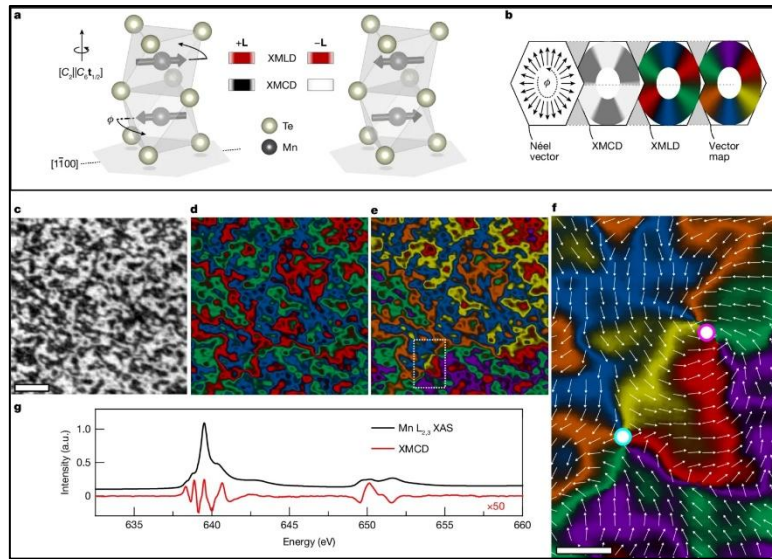 a
+L
–L
XMLD
XMCD
[C₂||C₆t₁/₂]
ϕ
Te
Mn
[11̅00]
b
ϕ
Néel vector
XMCD
XMLD
Vector map
c
d
e
f
g
Intensity (a.u.)
1.0
0.5
0
Mn L₂,₃ XAS
XMCD
×50
635
640
645
650
655
660
Energy (eV)